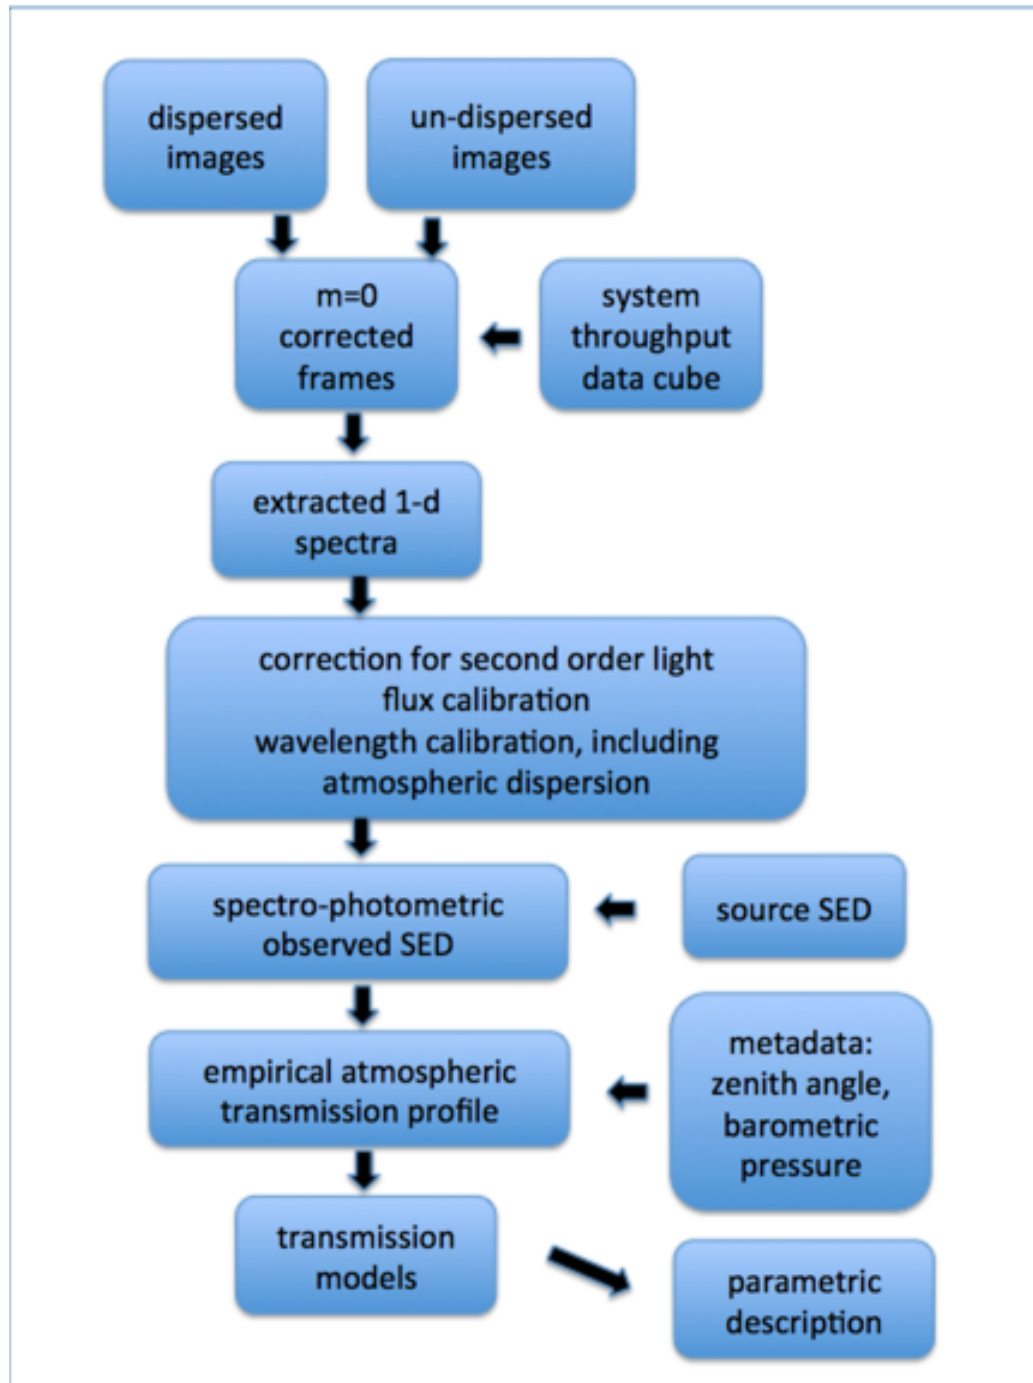 dispersed
images
un-dispersed
images
m=0
corrected
frames
system
throughput
data cube
extracted 1-d
spectra
correction for second order light
flux calibration
wavelength calibration, including
atmospheric dispersion
spectro-photometric
observed SED
source SED
empirical atmospheric
transmission profile
metadata:
zenith angle,
barometric
pressure
transmission
models
parametric
description